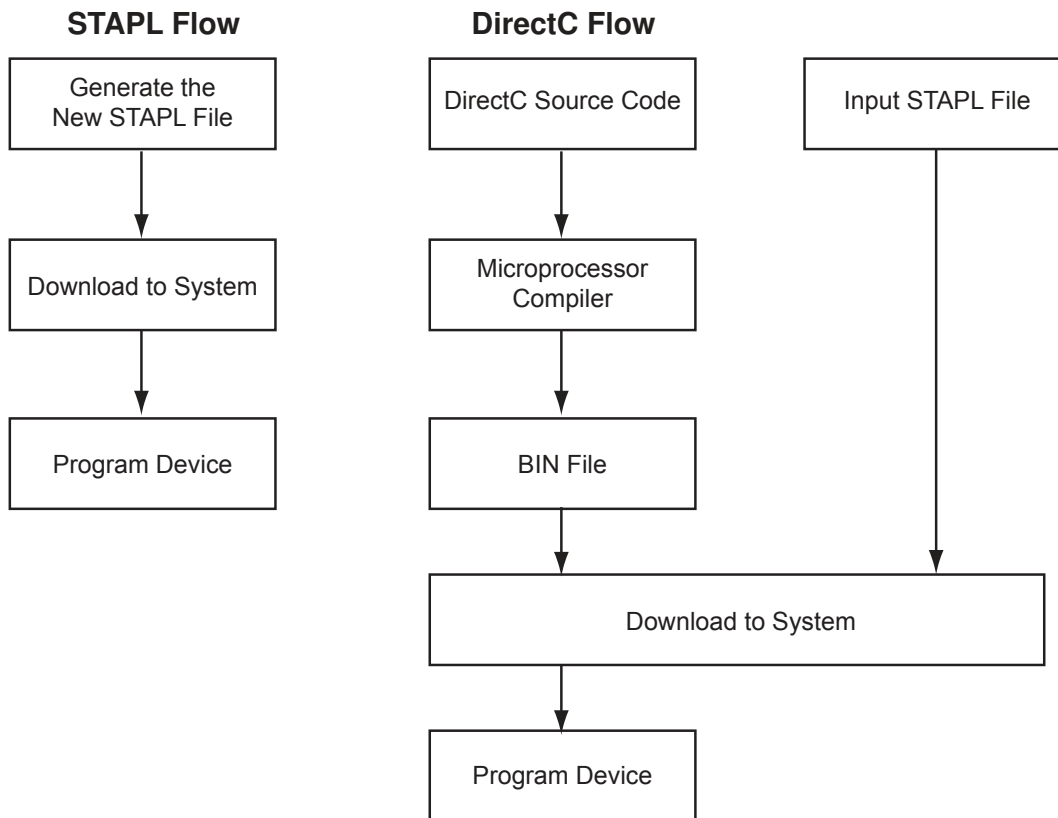 STAPL Flow
Generate the
New STAPL File
Download to System
Program Device
DirectC Flow
DirectC Source Code
Input STAPL File
Microprocessor
Compiler
BIN File
Download to System
Program Device